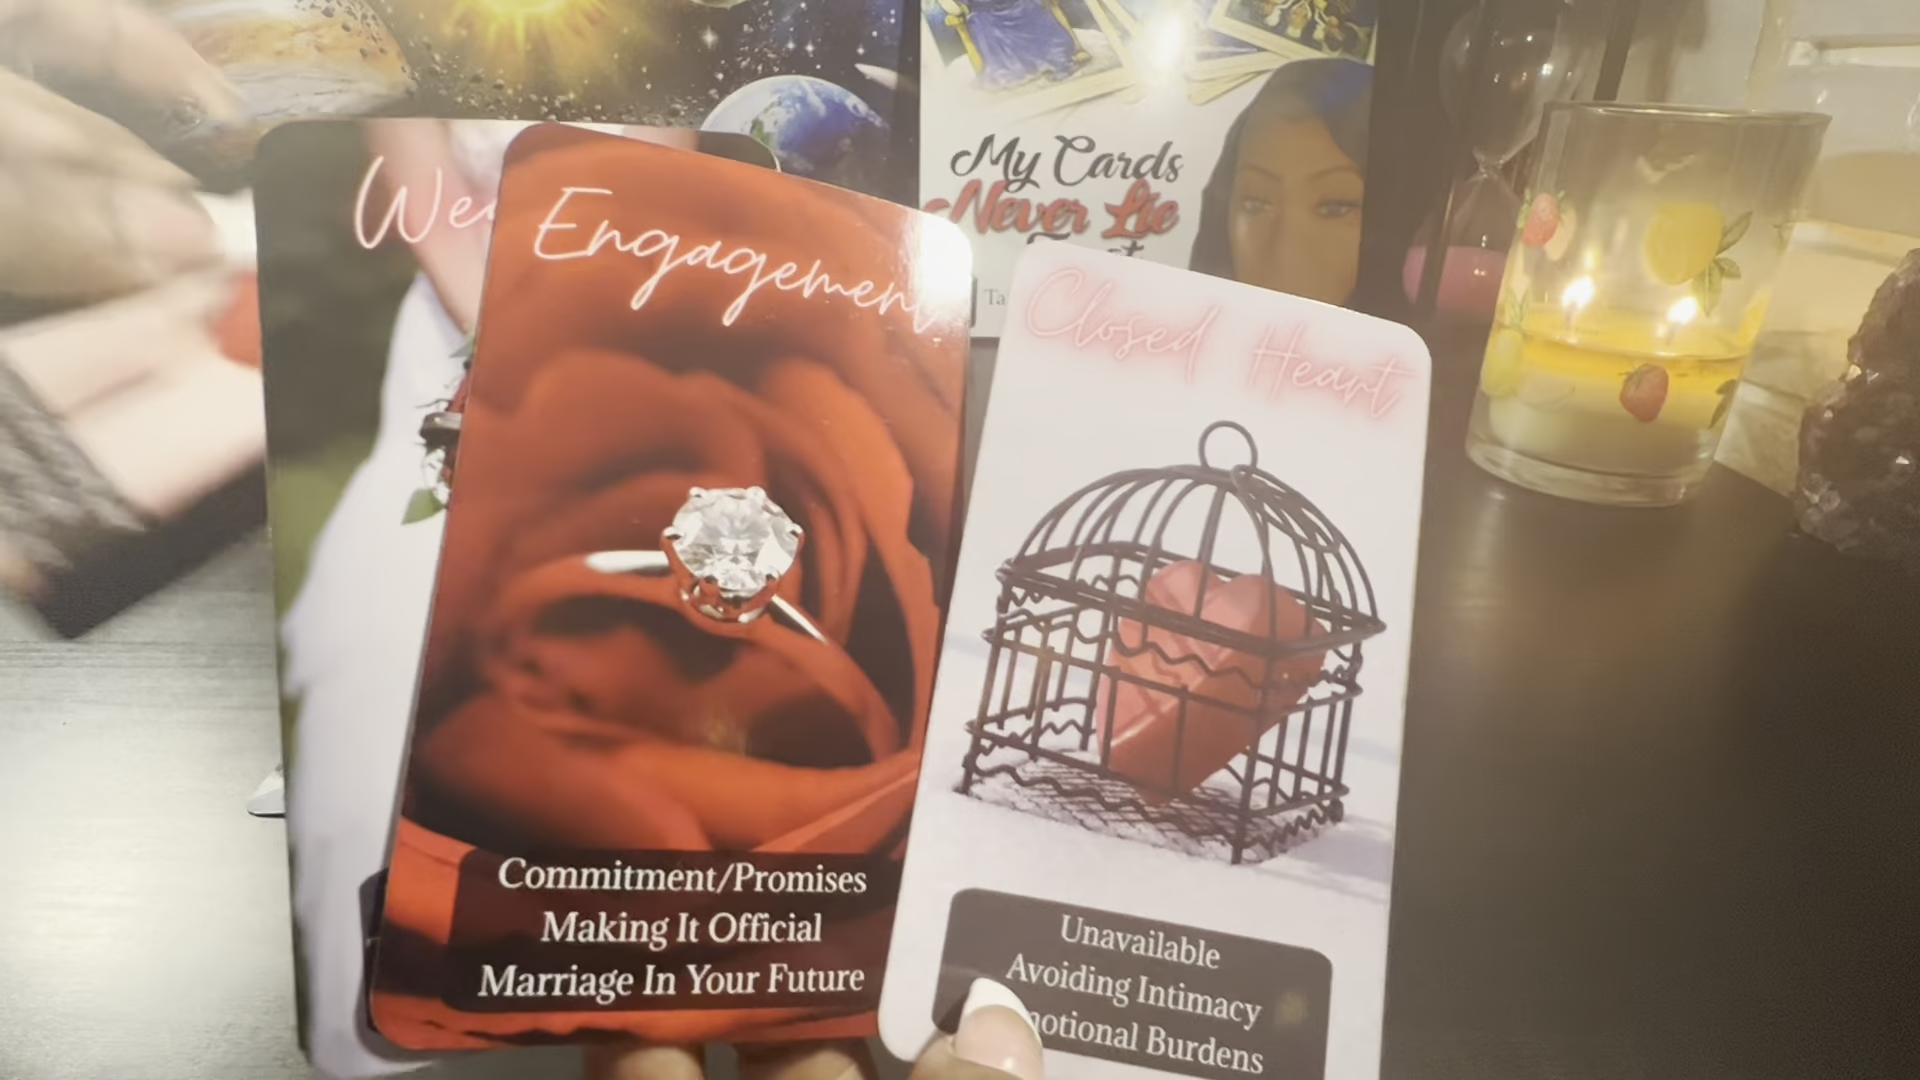 My Cards
Never Lie
Engagement
Closed Heart
Commitment/Promises
Making It Official
Marriage In Your Future
Unavailable
Avoiding Intimacy
Burdens